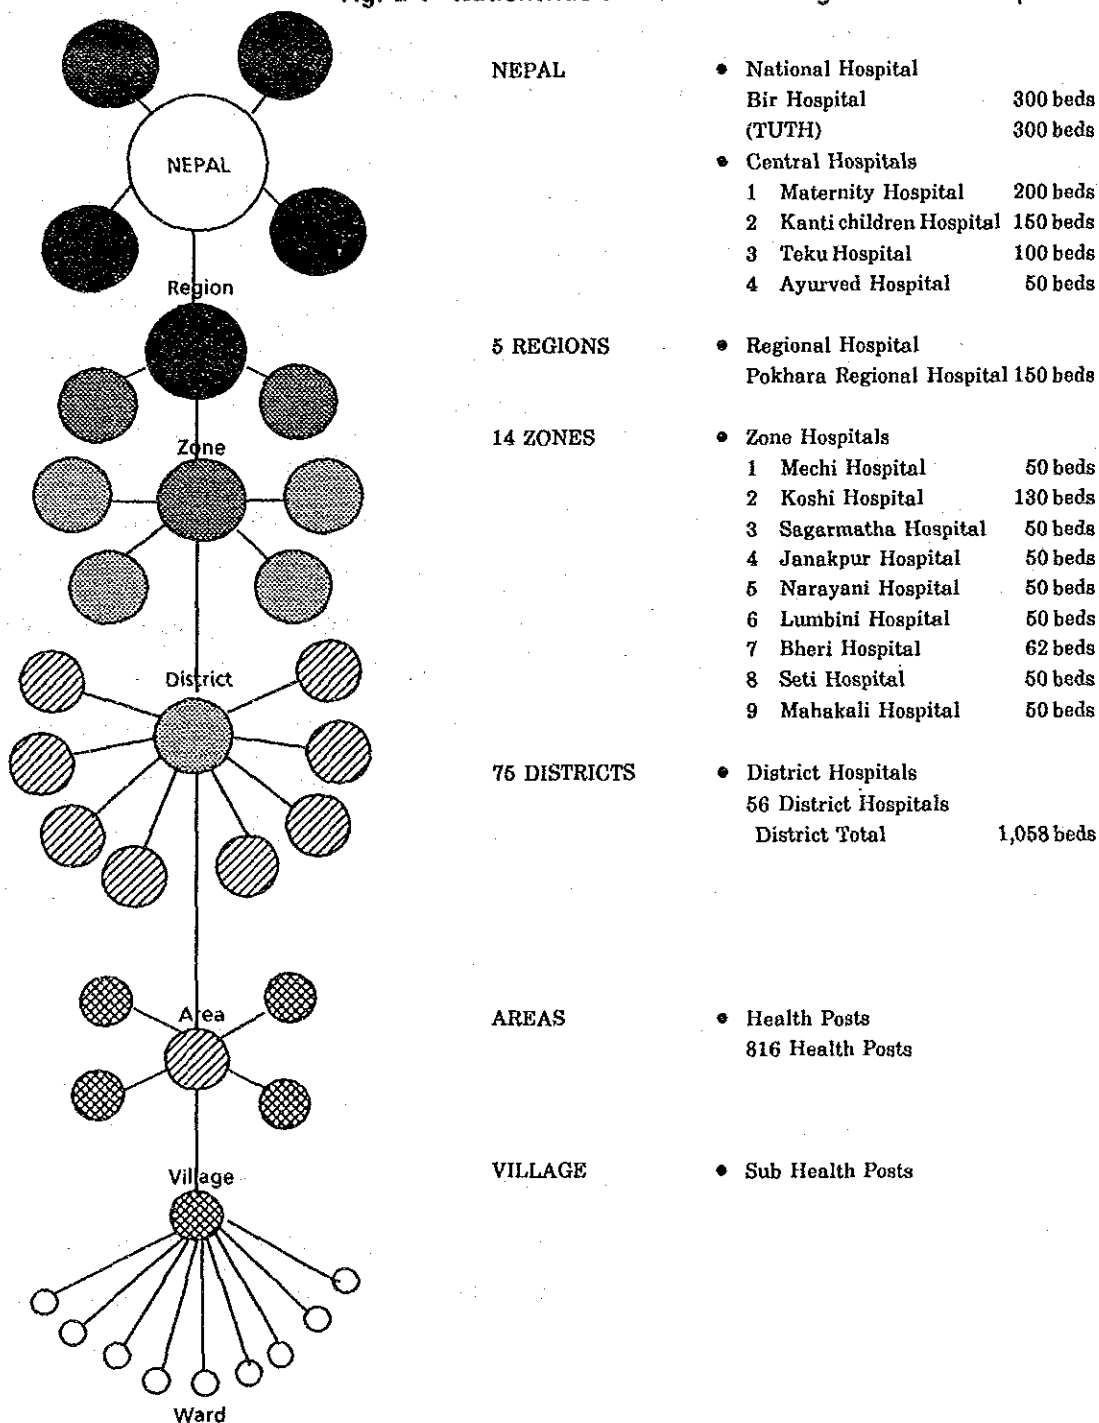 NEPAL
Region
Zone
District
Area
Village
Ward
NEPAL • National Hospital
Bir Hospital 300 beds
(TUTH) 300 beds
• Central Hospitals
1 Maternity Hospital 200 beds
2 Kanti children Hospital 150 beds
3 Teku Hospital 100 beds
4 Ayurved Hospital 50 beds
5 REGIONS • Regional Hospital
Pokhara Regional Hospital 150 beds
14 ZONES • Zone Hospitals
1 Mechi Hospital 50 beds
2 Koshi Hospital 130 beds
3 Sagarmatha Hospital 50 beds
4 Janakpur Hospital 50 beds
5 Narayani Hospital 50 beds
6 Lumbini Hospital 50 beds
7 Bheri Hospital 62 beds
8 Seti Hospital 50 beds
9 Mahakali Hospital 50 beds
75 DISTRICTS • District Hospitals
56 District Hospitals
District Total 1,058 beds
AREAS • Health Posts
816 Health Posts
VILLAGE • Sub Health Posts